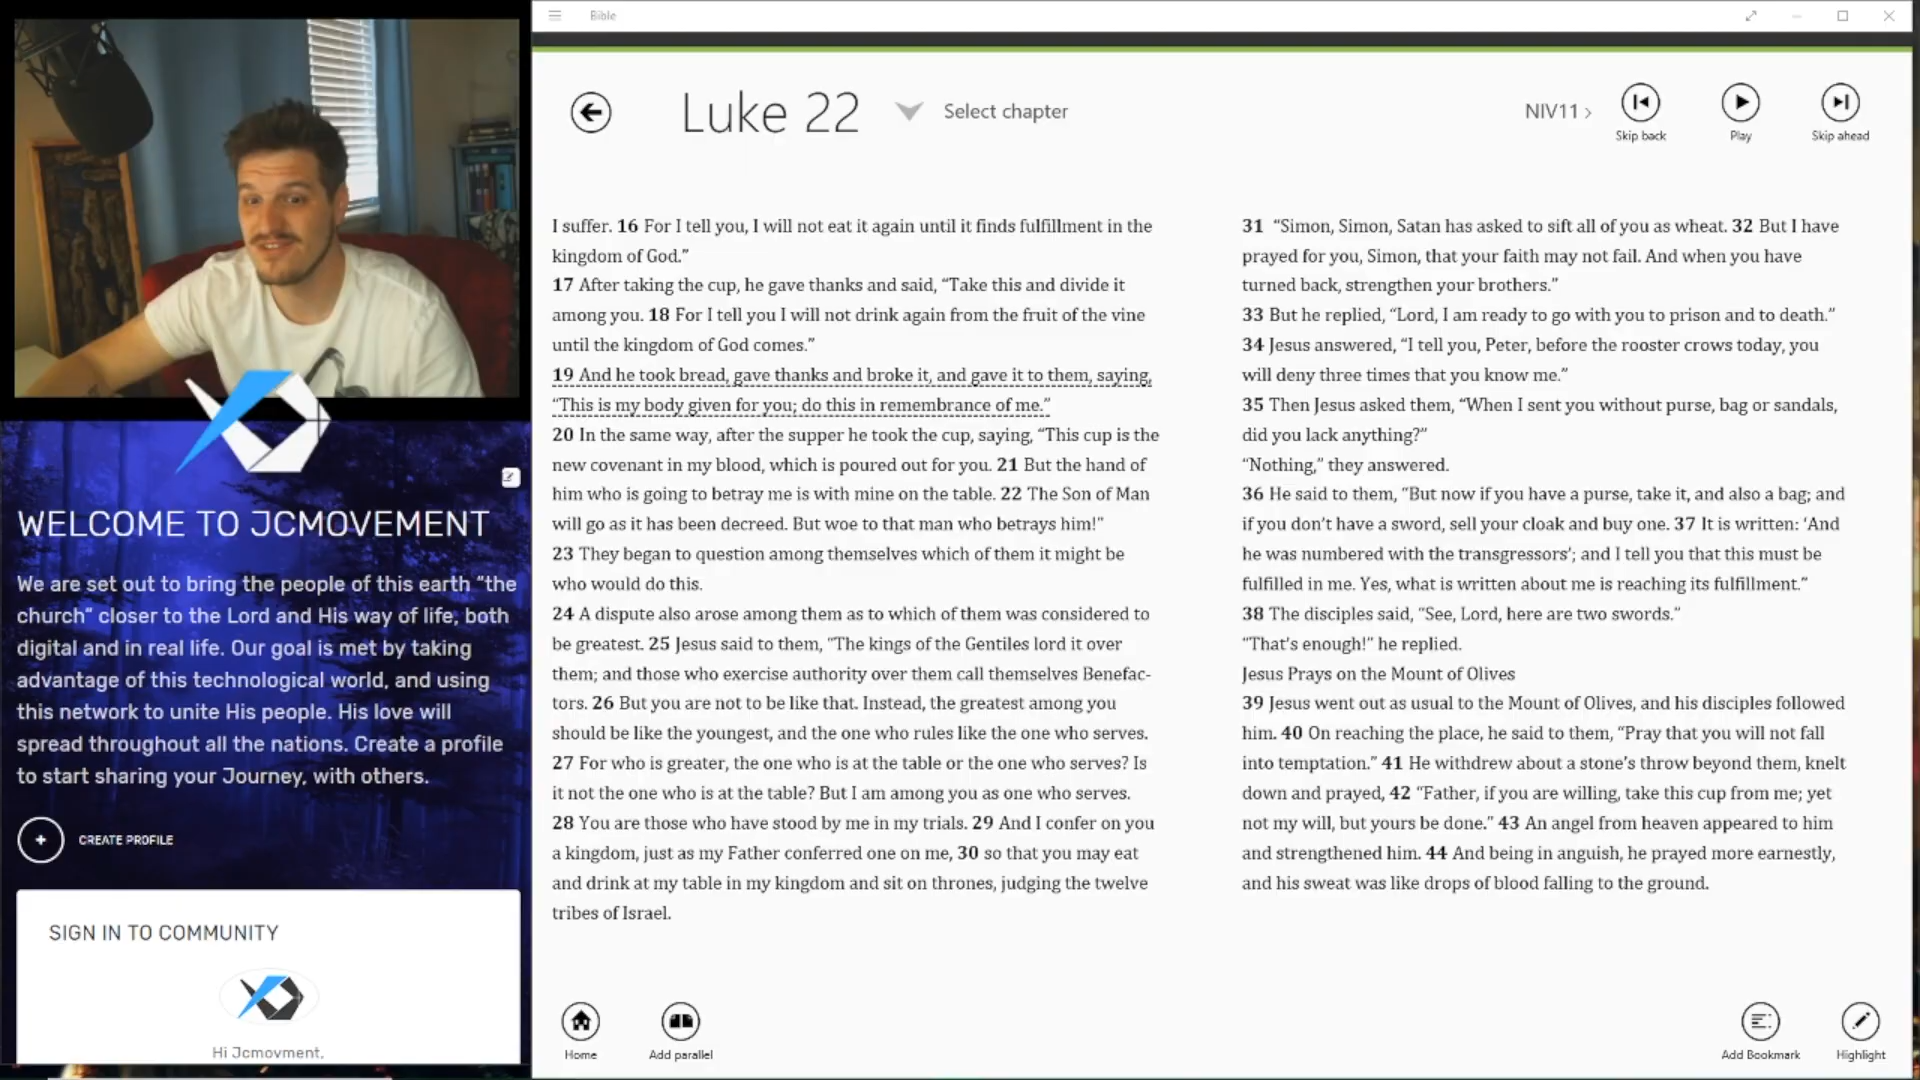 Bible
Luke 22
Select chapter
NIV11 >
Skip back
Play
Skip ahead
I suffer. 16 For I tell you, I will not eat it again until it finds fulfillment in the
kingdom of God.”
17 After taking the cup, he gave thanks and said, “Take this and divide it
among you. 18 For I tell you I will not drink again from the fruit of the vine
until the kingdom of God comes.”
19 And he took bread, gave thanks and broke it, and gave it to them, saying,
“This is my body given for you; do this in remembrance of me.”
20 In the same way, after the supper he took the cup, saying, “This cup is the
new covenant in my blood, which is poured out for you. 21 But the hand of
him who is going to betray me is with mine on the table. 22 The Son of Man
will go as it has been decreed. But woe to that man who betrays him!”
23 They began to question among themselves which of them it might be
who would do this.
24 A dispute also arose among them as to which of them was considered to
be greatest. 25 Jesus said to them, “The kings of the Gentiles lord it over
them; and those who exercise authority over them call themselves Benefac-
tors. 26 But you are not to be like that. Instead, the greatest among you
should be like the youngest, and the one who rules like the one who serves.
27 For who is greater, the one who is at the table or the one who serves? Is
it not the one who is at the table? But I am among you as one who serves.
28 You are those who have stood by me in my trials. 29 And I confer on you
a kingdom, just as my Father conferred one on me, 30 so that you may eat
and drink at my table in my kingdom and sit on thrones, judging the twelve
tribes of Israel.
31 “Simon, Simon, Satan has asked to sift all of you as wheat. 32 But I have
prayed for you, Simon, that your faith may not fail. And when you have
turned back, strengthen your brothers.”
33 But he replied, “Lord, I am ready to go with you to prison and to death.”
34 Jesus answered, “I tell you, Peter, before the rooster crows today, you
will deny three times that you know me.”
35 Then Jesus asked them, “When I sent you without purse, bag or sandals,
did you lack anything?”
“Nothing,” they answered.
36 He said to them, “But now if you have a purse, take it, and also a bag; and
if you don’t have a sword, sell your cloak and buy one. 37 It is written: ‘And
he was numbered with the transgressors’; and I tell you that this must be
fulfilled in me. Yes, what is written about me is reaching its fulfillment.”
38 The disciples said, “See, Lord, here are two swords.”
“That’s enough!” he replied.
Jesus Prays on the Mount of Olives
39 Jesus went out as usual to the Mount of Olives, and his disciples followed
him. 40 On reaching the place, he said to them, “Pray that you will not fall
into temptation.” 41 He withdrew about a stone’s throw beyond them, knelt
down and prayed, 42 “Father, if you are willing, take this cup from me; yet
not my will, but yours be done.” 43 An angel from heaven appeared to him
and strengthened him. 44 And being in anguish, he prayed more earnestly,
and his sweat was like drops of blood falling to the ground.
Home
Add parallel
Add Bookmark
Highlight
WELCOME TO JCMOVEMENT
We are set out to bring the people of this earth “the
church” closer to the Lord and His way of life, both
digital and in real life. Our goal is met by taking
advantage of this technological world, and using
this network to unite His people. His love will
spread throughout all the nations. Create a profile
to start sharing your Journey, with others.
CREATE PROFILE
SIGN IN TO COMMUNITY
Hi Jcmovment,